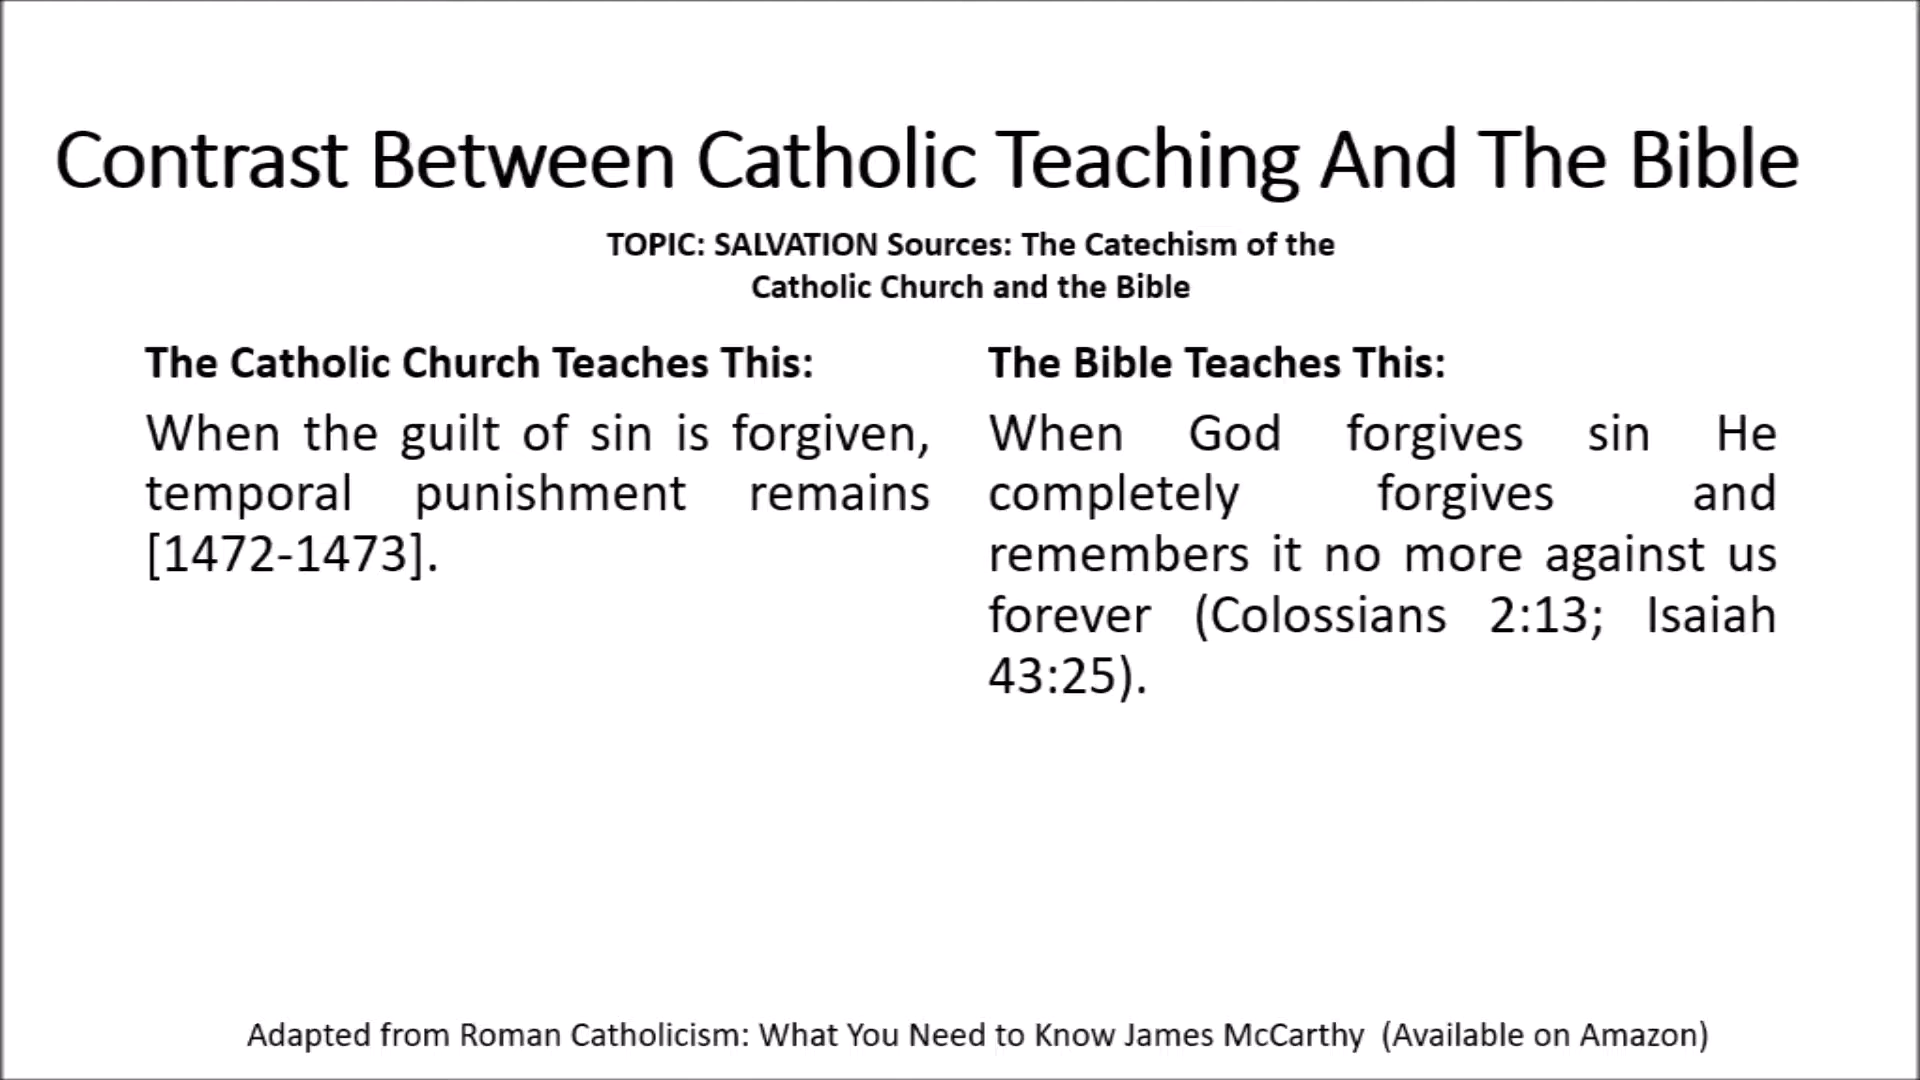 Contrast Between Catholic Teaching And The Bible
TOPIC: SALVATION Sources: The Catechism of the
Catholic Church and the Bible
The Catholic Church Teaches This:
When the guilt of sin is forgiven,
temporal punishment remains
[1472-1473].
The Bible Teaches This:
When God forgives sin He
completely forgives and
remembers it no more against us
forever (Colossians 2:13; Isaiah
43:25).
Adapted from Roman Catholicism: What You Need to Know James McCarthy (Available on Amazon)